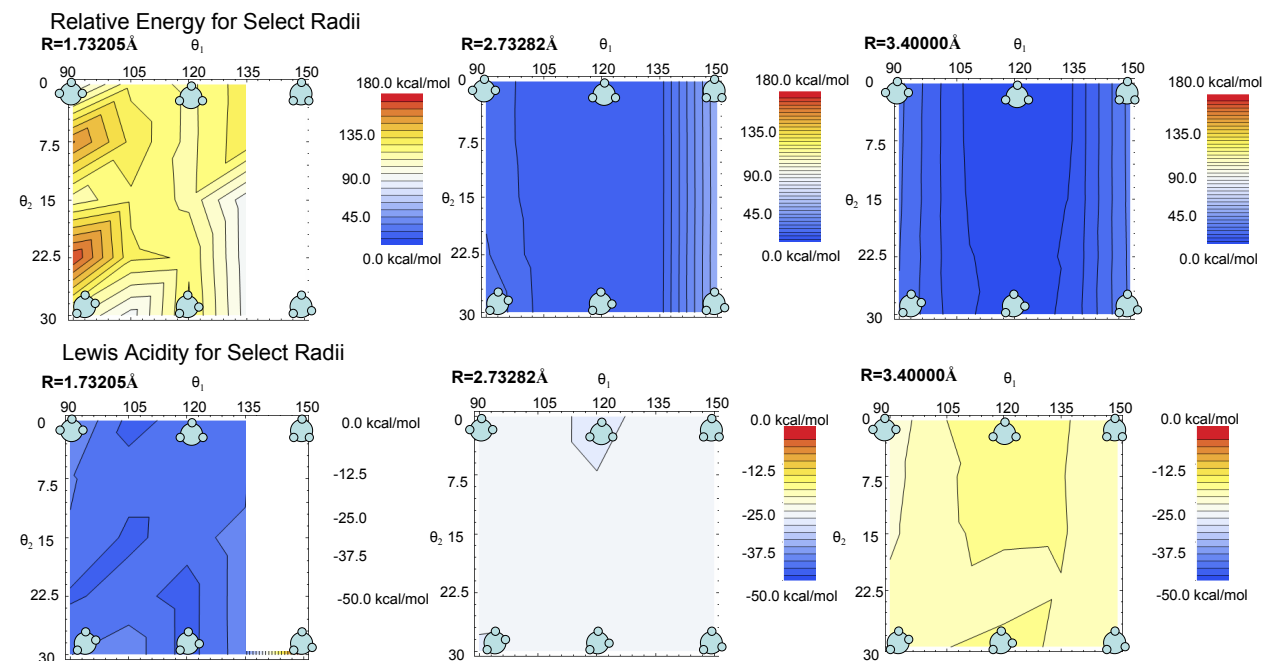 Relative Energy for Select Radii
R=1.73205Å θ1
90 105 120 135 150
0
7.5
θ2 15
22.5
30
180.0 kcal/mol
135.0
90.0
45.0
0.0 kcal/mol
R=2.73282Å θ1
90 105 120 135 150
0
7.5
θ2 15
22.5
30
180.0 kcal/mol
135.0
90.0
45.0
0.0 kcal/mol
R=3.40000Å θ1
90 105 120 135 150
0
7.5
θ2 15
22.5
30
180.0 kcal/mol
135.0
90.0
45.0
0.0 kcal/mol
Lewis Acidity for Select Radii
R=1.73205Å θ1
90 105 120 135 150
0
7.5
θ2 15
22.5
30
0.0 kcal/mol
-12.5
-25.0
-37.5
-50.0 kcal/mol
R=2.73282Å θ1
90 105 120 135 150
0
7.5
θ2 15
22.5
30
0.0 kcal/mol
-12.5
-25.0
-37.5
-50.0 kcal/mol
R=3.40000Å θ1
90 105 120 135 150
0
7.5
θ2 15
22.5
30
0.0 kcal/mol
-12.5
-25.0
-37.5
-50.0 kcal/mol